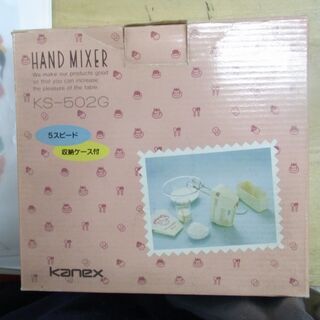 HAND MIXER
We make our products good
so that you can increase
the pleasure of the table.
KS-502G
5スピード
収納ケース付
kanex